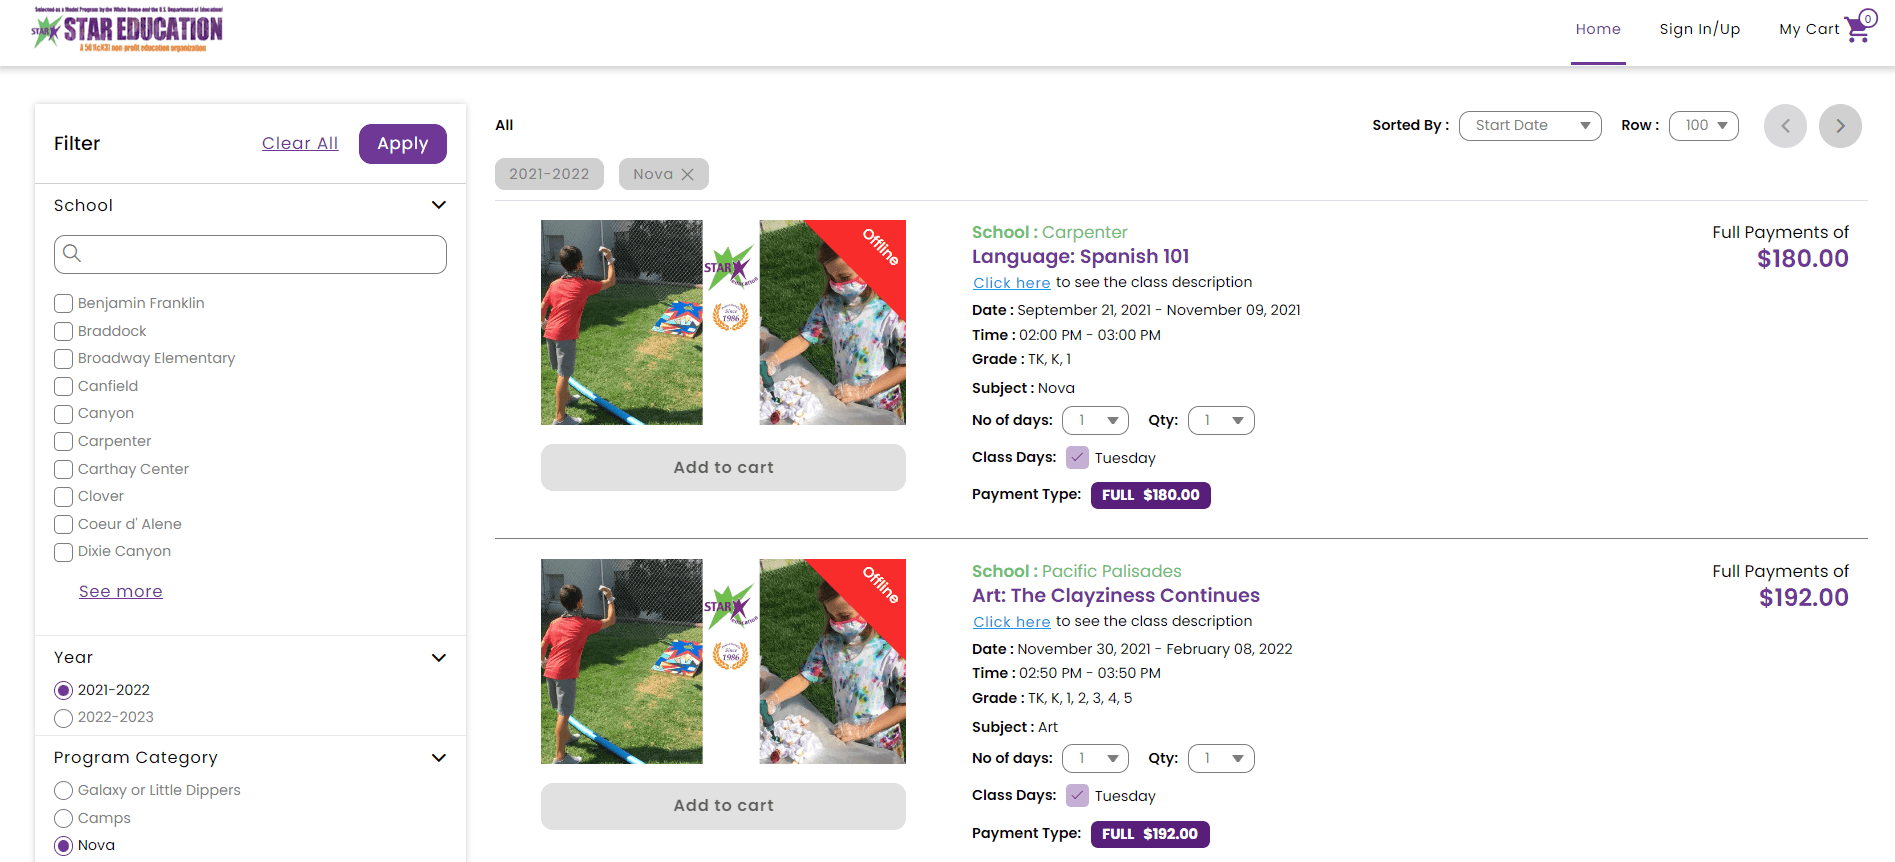 Selected as a Model Program by the White House and the U.S. Department of Education!
STAR STAR EDUCATION
A 501(c)(3) non-profit education organization
Home
Sign In/Up
My Cart 0
Filter
Clear All
Apply
School
Benjamin Franklin
Braddock
Broadway Elementary
Canfield
Canyon
Carpenter
Carthay Center
Clover
Coeur d' Alene
Dixie Canyon
See more
Year
2021-2022
2022-2023
Program Category
Galaxy or Little Dippers
Camps
Nova
All
Sorted By : Start Date
Row : 100
2021-2022
Nova
STAR
education
Since
1986
Offline
Add to cart
School : Carpenter
Language: Spanish 101
Click here to see the class description
Date : September 21, 2021 - November 09, 2021
Time : 02:00 PM - 03:00 PM
Grade : TK, K, 1
Subject : Nova
No of days: 1 Qty: 1
Class Days: Tuesday
Payment Type: FULL $180.00
Full Payments of
$180.00
STAR
education
Since
1986
Offline
Add to cart
School : Pacific Palisades
Art: The Clayziness Continues
Click here to see the class description
Date : November 30, 2021 - February 08, 2022
Time : 02:50 PM - 03:50 PM
Grade : TK, K, 1, 2, 3, 4, 5
Subject : Art
No of days: 1 Qty: 1
Class Days: Tuesday
Payment Type: FULL $192.00
Full Payments of
$192.00